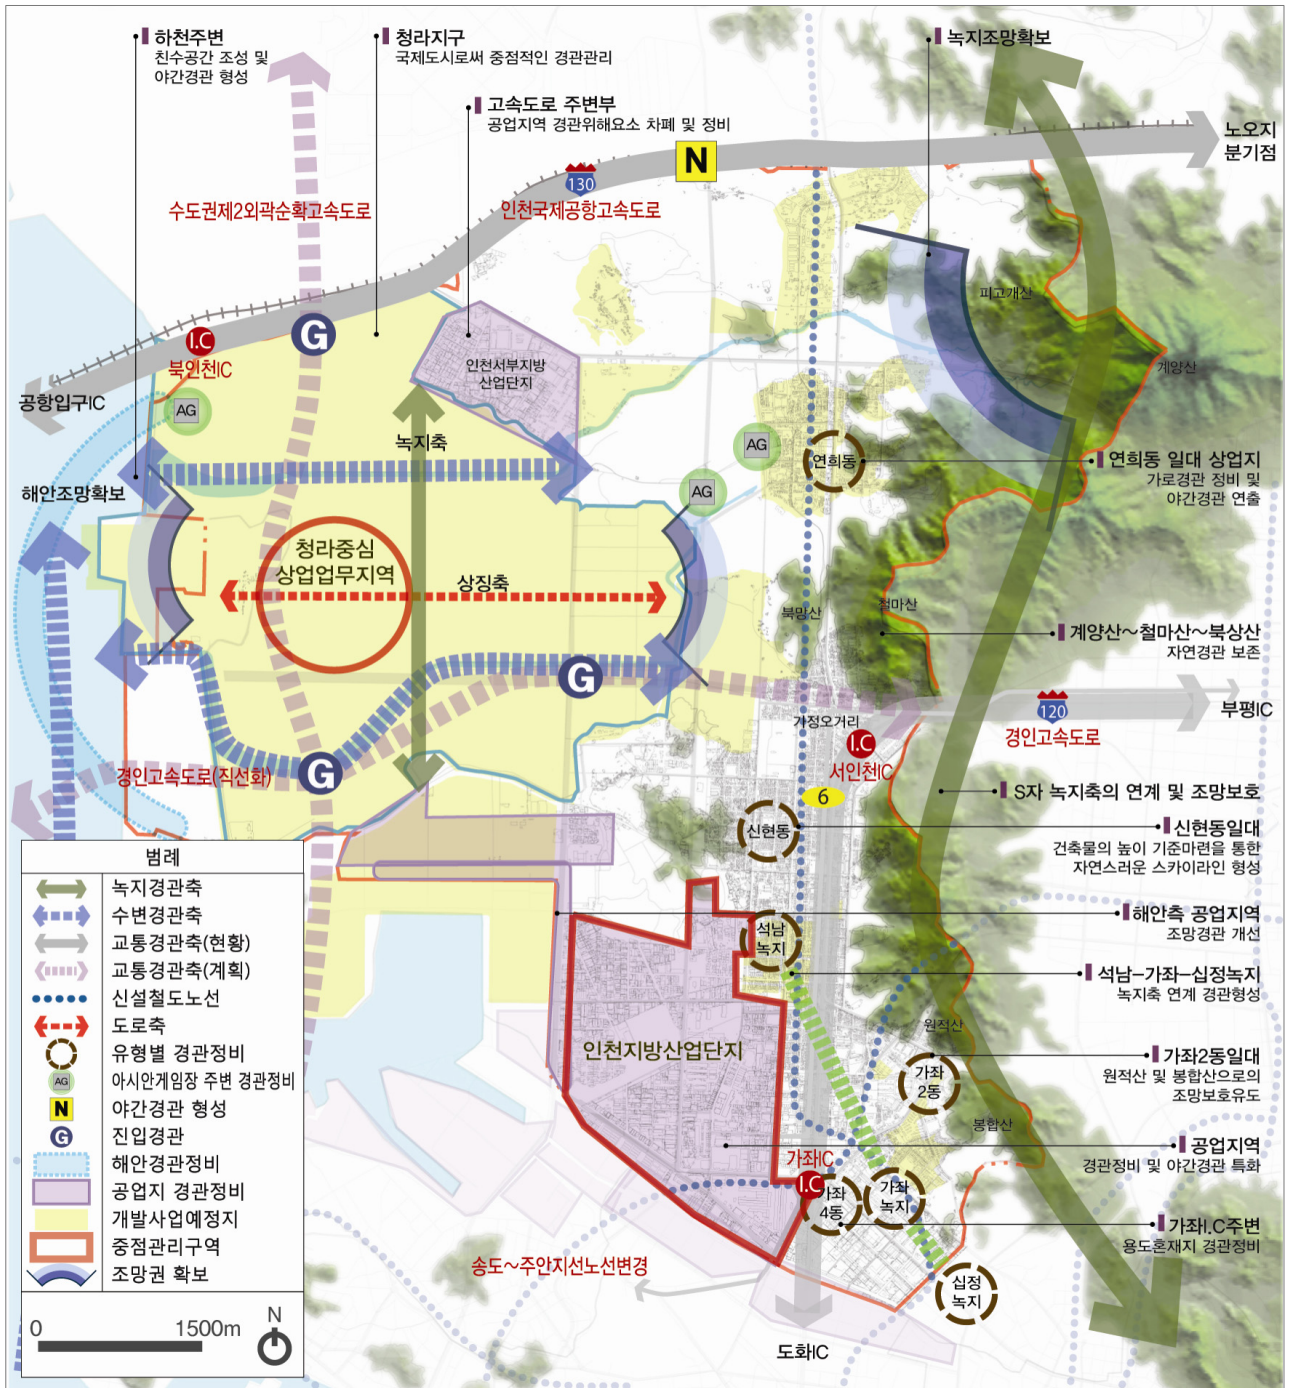 하천주변
친수공간 조성 및
야간경관 형성
청라지구
국제도시로써 중점적인 경관관리
고속도로 주변부
공업지역 경관위해요소 차폐 및 정비
녹지조망확보
노오지
분기점
N
130
인천국제공항고속도로
수도권제2외곽순환고속도로
G
I.C
북인천IC
공항입구IC
AG
인천서부지방
산업단지
피고개산
계양산
녹지축
AG
연희동
연희동 일대 상업지
가로경관 정비 및
야간경관 연출
해안조망확보
AG
청라중심
상업업무지역
상징축
북망산
철마산
계양산~철마산~북상산
자연경관 보존
G
가정오거리
I.C
서인천IC
120
경인고속도로
부평IC
경인고속도로(직선화)
G
6
S자 녹지축의 연계 및 조망보호
신현동
신현동일대
건축물의 높이 기준마련을 통한
자연스러운 스카이라인 형성
해안측 공업지역
조망경관 개선
석남
녹지
석남-가좌-십정녹지
녹지축 연계 경관형성
인천지방산업단지
원적산
가좌
2동
가좌2동일대
원적산 및 봉합산으로의
조망보호유도
봉합산
공업지역
경관정비 및 야간경관 특화
가좌IC
I.C
가좌
4동
가좌
녹지
가좌I.C주변
용도혼재지 경관정비
송도~주안지선노선변경
십정
녹지
도화IC
범례
녹지경관축
수변경관축
교통경관축(현황)
교통경관축(계획)
신설철도노선
도로축
유형별 경관정비
AG 아시안게임장 주변 경관정비
N 야간경관 형성
G 진입경관
해안경관정비
공업지 경관정비
개발사업예정지
중점관리구역
조망권 확보
0 1500m N